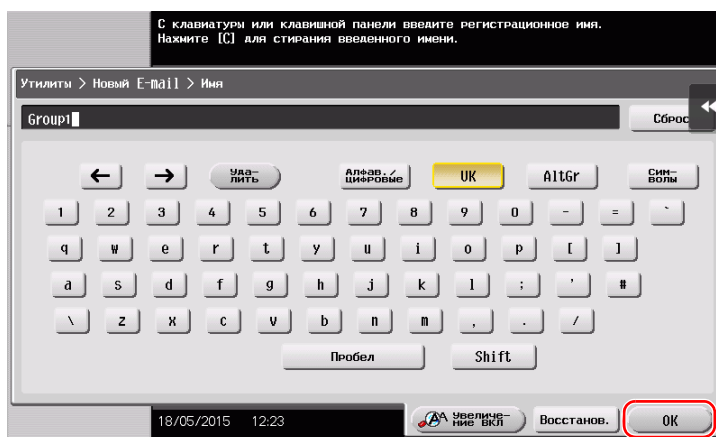 С клавиатуры или клавишной панели введите регистрационное имя.
Нажмите [C] для стирания введенного имени.
Утилиты > Новый E-mail > Имя
Group1
Сброс
← → Уда-лить Алфав./цифровые UK AltGr Сим-волы
1 2 3 4 5 6 7 8 9 0 - = `
q w e r t y u i o p [ ]
a s d f g h j k l ; ' #
\ z x c v b n m , . /
Пробел Shift
18/05/2015 12:23 Увеличе-ние вкл Восстанов. OK